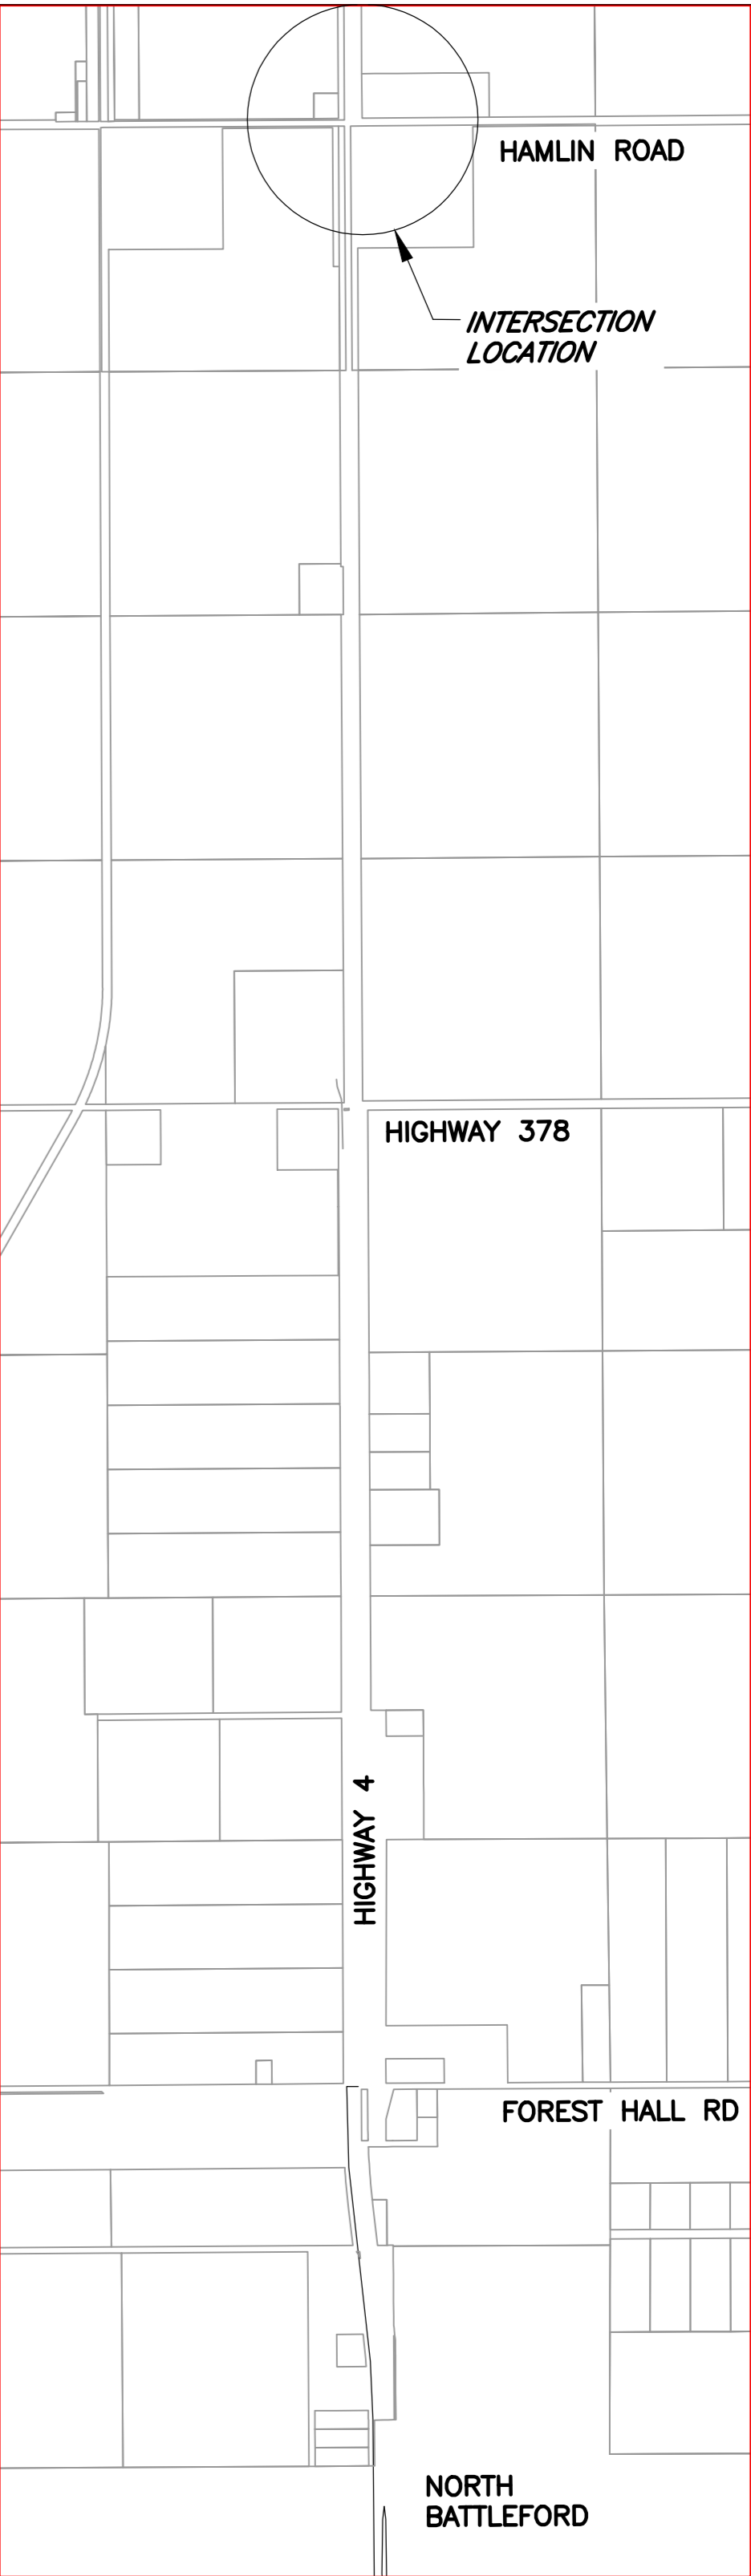 HAMLIN ROAD
INTERSECTION
LOCATION
HIGHWAY 378
HIGHWAY 4
FOREST HALL RD
NORTH
BATTLEFORD